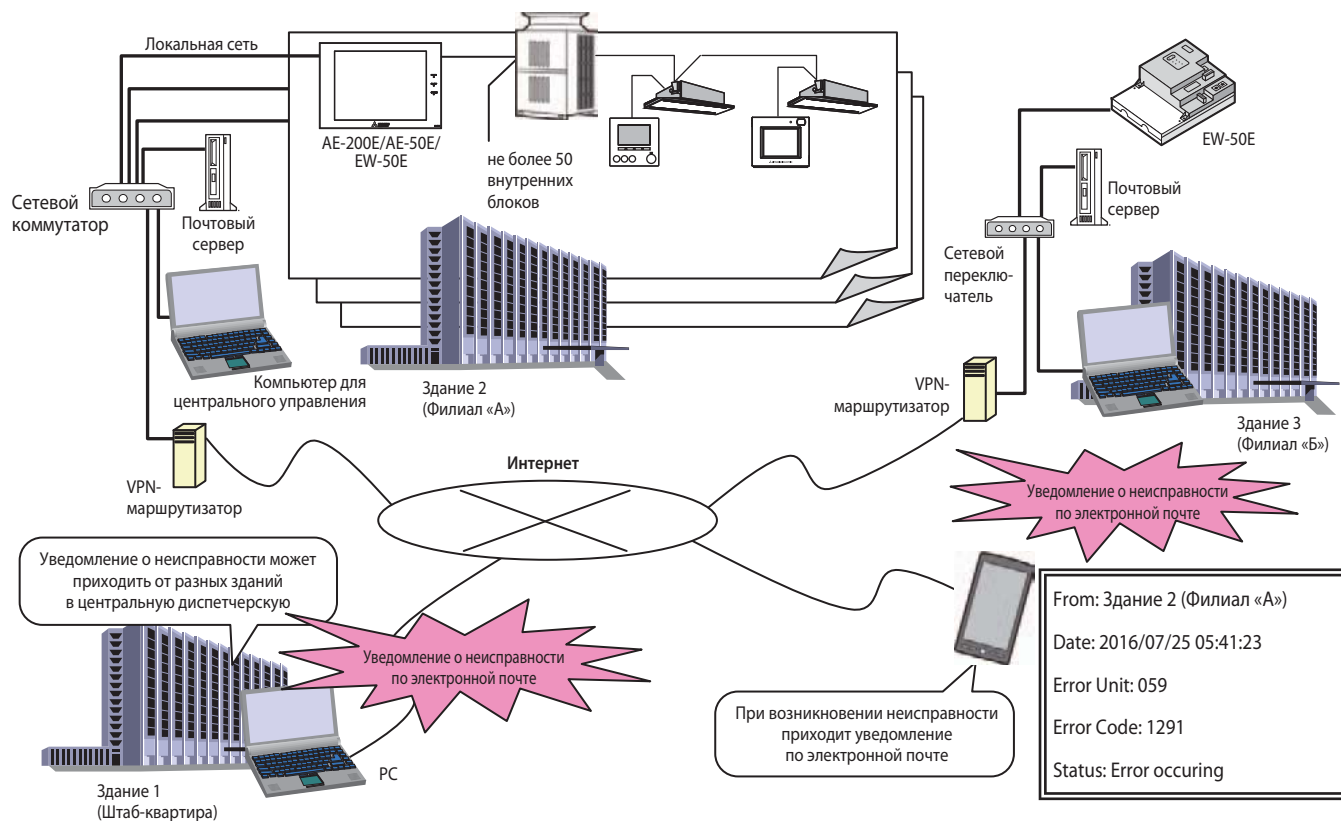 Локальная сеть
AE-200E/AE-50E/
EW-50E
не более 50
внутренних
блоков
EW-50E
Сетевой
коммутатор
Почтовый
сервер
Почтовый
сервер
Сетевой
переклю-
чатель
Компьютер для
центрального управления
Здание 2
(Филиал «А»)
VPN-
маршрутизатор
Здание 3
(Филиал «Б»)
VPN-
маршрутизатор
Интернет
Уведомление о неисправности
по электронной почте
Уведомление о неисправности может
приходить от разных зданий
в центральную диспетчерскую
Уведомление о неисправности
по электронной почте
From: Здание 2 (Филиал «А»)
Date: 2016/07/25 05:41:23
Error Unit: 059
Error Code: 1291
Status: Error occuring
При возникновении неисправности
приходит уведомление
по электронной почте
PC
Здание 1
(Штаб-квартира)